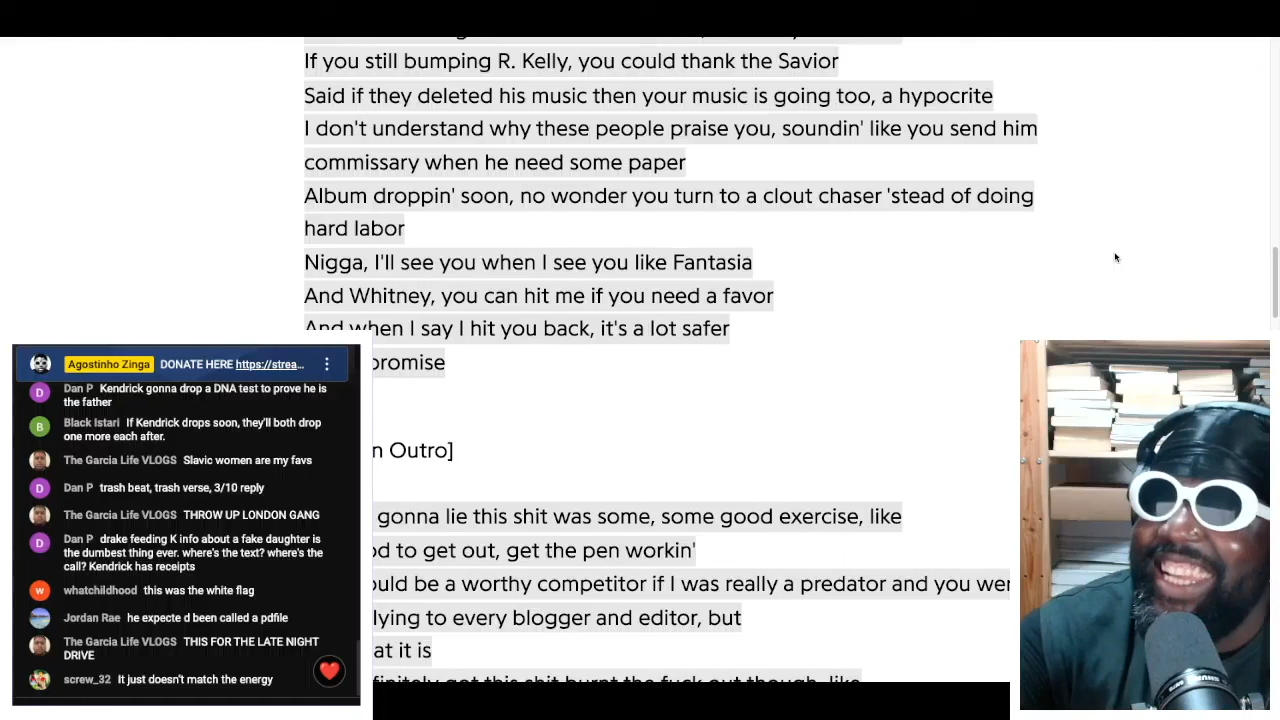 If you still bumping R. Kelly, you could thank the Savior
Said if they deleted his music then your music is going too, a hypocrite
I don't understand why these people praise you, soundin' like you send him
commissary when he need some paper
Album droppin' soon, no wonder you turn to a clout chaser 'stead of doing
hard labor
Nigga, I'll see you when I see you like Fantasia
And Whitney, you can hit me if you need a favor
And when I say I hit you back, it's a lot safer
promise
n Outro]
gonna lie this shit was some, some good exercise, like
od to get out, get the pen workin'
ould be a worthy competitor if I was really a predator and you wer
lying to every blogger and editor, but
at it is
finitely got this shit burnt the fuck out though, like
Agostinho Zinga DONATE HERE https://strea...
D Dan P Kendrick gonna drop a DNA test to prove he is
the father
B Black Istari If Kendrick drops soon, they'll both drop
one more each after.
The Garcia Life VLOGS Slavic women are my favs
D Dan P trash beat, trash verse, 3/10 reply
The Garcia Life VLOGS THROW UP LONDON GANG
D Dan P drake feeding K info about a fake daughter is
the dumbest thing ever. where's the text? where's the
call? Kendrick has receipts
W whatchildhood this was the white flag
Jordan Rae he expecte d been called a pdfile
The Garcia Life VLOGS THIS FOR THE LATE NIGHT
DRIVE
screw_32 It just doesn't match the energy